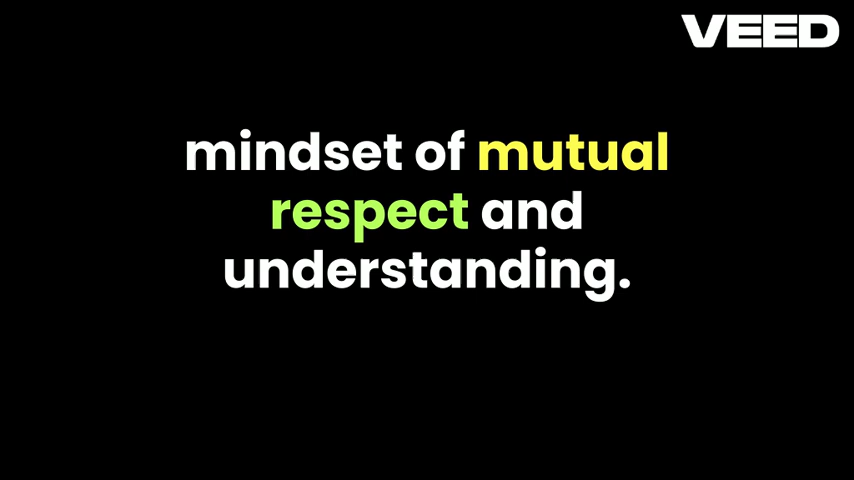 VEED
mindset of mutual
respect and
understanding.